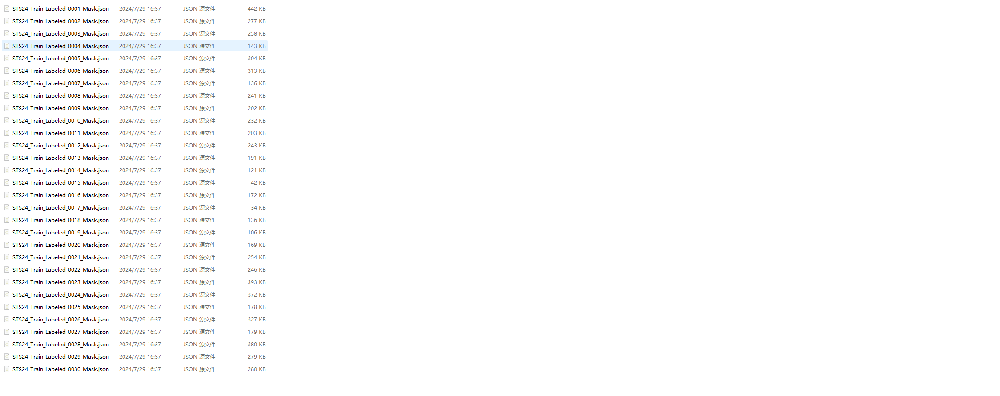 STS24_Train_Labeled_0001_Mask.json 2024/7/29 16:37 JSON 源文件 442 KB
STS24_Train_Labeled_0002_Mask.json 2024/7/29 16:37 JSON 源文件 277 KB
STS24_Train_Labeled_0003_Mask.json 2024/7/29 16:37 JSON 源文件 258 KB
STS24_Train_Labeled_0004_Mask.json 2024/7/29 16:37 JSON 源文件 143 KB
STS24_Train_Labeled_0005_Mask.json 2024/7/29 16:37 JSON 源文件 304 KB
STS24_Train_Labeled_0006_Mask.json 2024/7/29 16:37 JSON 源文件 313 KB
STS24_Train_Labeled_0007_Mask.json 2024/7/29 16:37 JSON 源文件 136 KB
STS24_Train_Labeled_0008_Mask.json 2024/7/29 16:37 JSON 源文件 241 KB
STS24_Train_Labeled_0009_Mask.json 2024/7/29 16:37 JSON 源文件 202 KB
STS24_Train_Labeled_0010_Mask.json 2024/7/29 16:37 JSON 源文件 232 KB
STS24_Train_Labeled_0011_Mask.json 2024/7/29 16:37 JSON 源文件 203 KB
STS24_Train_Labeled_0012_Mask.json 2024/7/29 16:37 JSON 源文件 243 KB
STS24_Train_Labeled_0013_Mask.json 2024/7/29 16:37 JSON 源文件 191 KB
STS24_Train_Labeled_0014_Mask.json 2024/7/29 16:37 JSON 源文件 121 KB
STS24_Train_Labeled_0015_Mask.json 2024/7/29 16:37 JSON 源文件 42 KB
STS24_Train_Labeled_0016_Mask.json 2024/7/29 16:37 JSON 源文件 172 KB
STS24_Train_Labeled_0017_Mask.json 2024/7/29 16:37 JSON 源文件 34 KB
STS24_Train_Labeled_0018_Mask.json 2024/7/29 16:37 JSON 源文件 136 KB
STS24_Train_Labeled_0019_Mask.json 2024/7/29 16:37 JSON 源文件 106 KB
STS24_Train_Labeled_0020_Mask.json 2024/7/29 16:37 JSON 源文件 169 KB
STS24_Train_Labeled_0021_Mask.json 2024/7/29 16:37 JSON 源文件 254 KB
STS24_Train_Labeled_0022_Mask.json 2024/7/29 16:37 JSON 源文件 246 KB
STS24_Train_Labeled_0023_Mask.json 2024/7/29 16:37 JSON 源文件 393 KB
STS24_Train_Labeled_0024_Mask.json 2024/7/29 16:37 JSON 源文件 372 KB
STS24_Train_Labeled_0025_Mask.json 2024/7/29 16:37 JSON 源文件 178 KB
STS24_Train_Labeled_0026_Mask.json 2024/7/29 16:37 JSON 源文件 327 KB
STS24_Train_Labeled_0027_Mask.json 2024/7/29 16:37 JSON 源文件 179 KB
STS24_Train_Labeled_0028_Mask.json 2024/7/29 16:37 JSON 源文件 380 KB
STS24_Train_Labeled_0029_Mask.json 2024/7/29 16:37 JSON 源文件 279 KB
STS24_Train_Labeled_0030_Mask.json 2024/7/29 16:37 JSON 源文件 280 KB